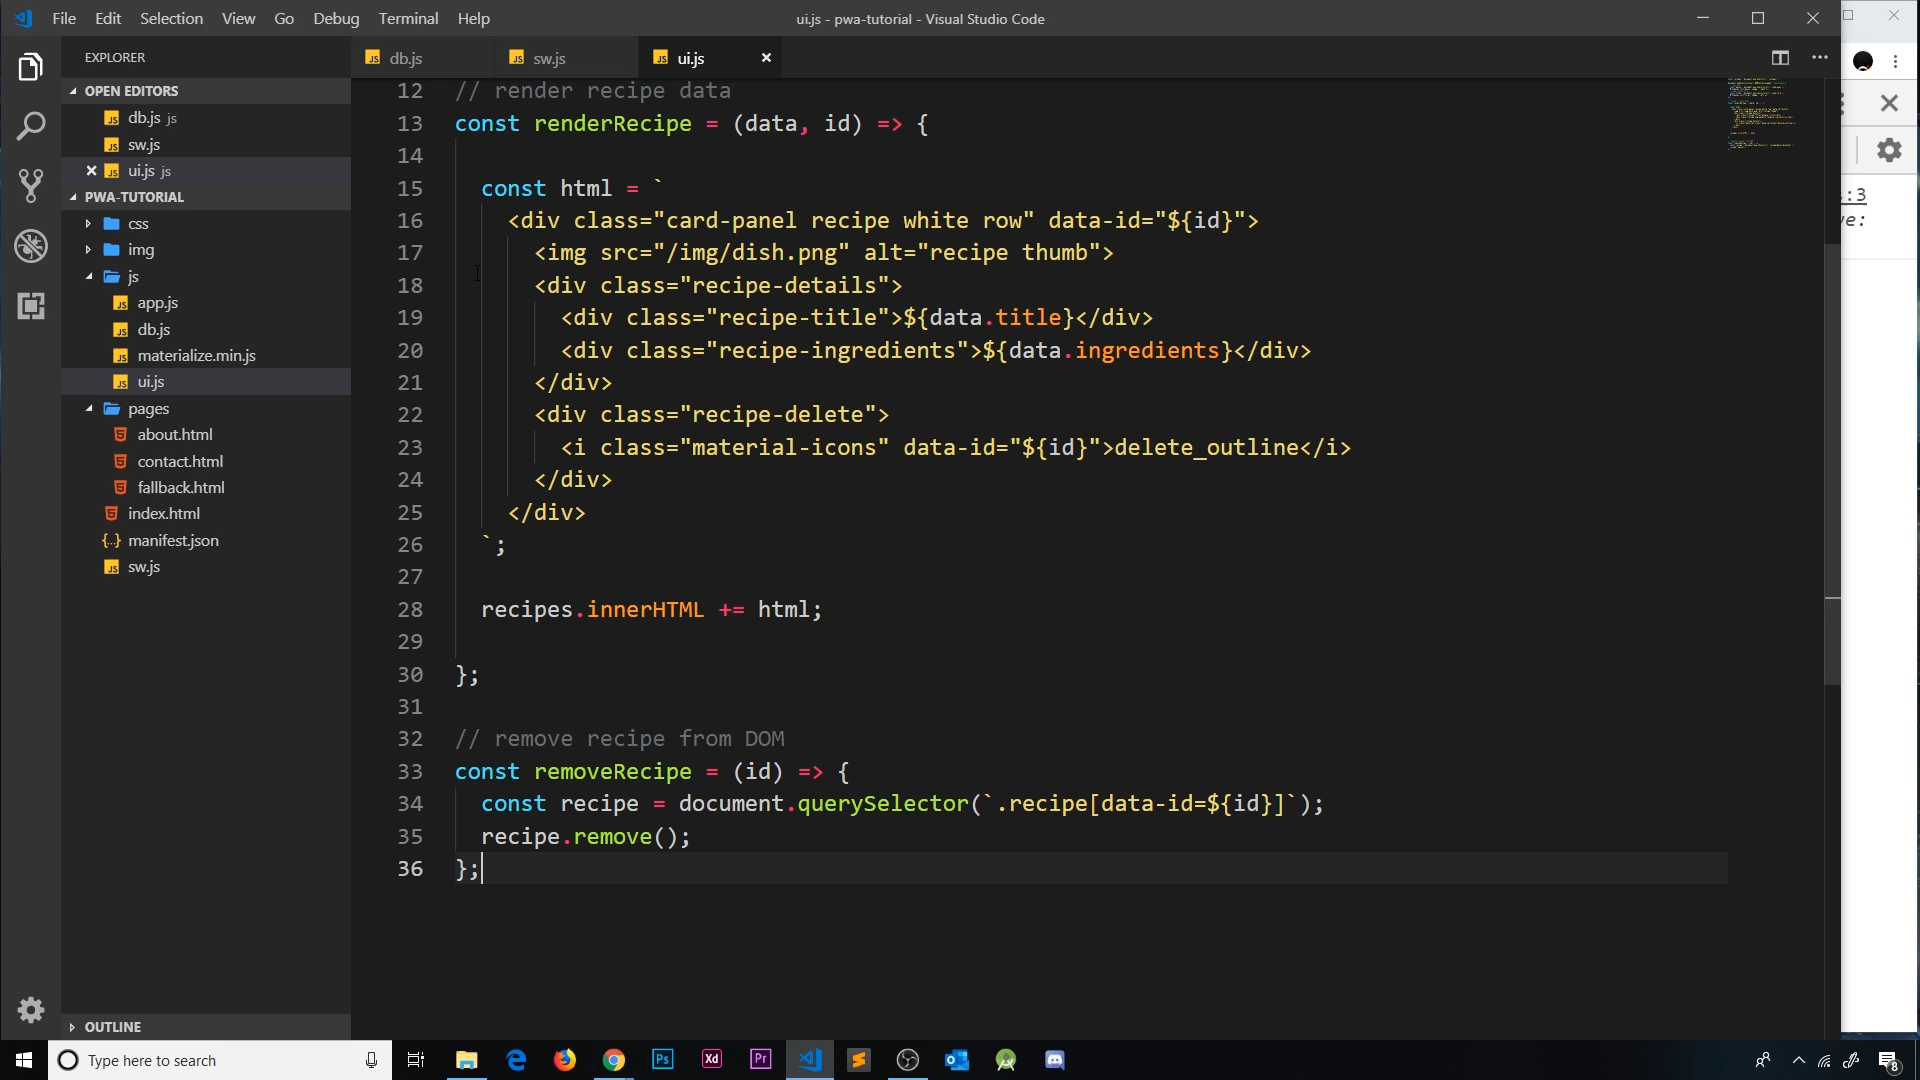 File Edit Selection View Go Debug Terminal Help
ui.js - pwa-tutorial - Visual Studio Code
EXPLORER
OPEN EDITORS
db.js js
sw.js
ui.js js
PWA-TUTORIAL
css
img
js
app.js
db.js
materialize.min.js
ui.js
pages
about.html
contact.html
fallback.html
index.html
manifest.json
sw.js
OUTLINE
db.js sw.js ui.js
12 // render recipe data
13 const renderRecipe = (data, id) => {
14
15   const html = `
16     <div class="card-panel recipe white row" data-id="${id}">
17       <img src="/img/dish.png" alt="recipe thumb">
18       <div class="recipe-details">
19         <div class="recipe-title">${data.title}</div>
20         <div class="recipe-ingredients">${data.ingredients}</div>
21       </div>
22       <div class="recipe-delete">
23         <i class="material-icons" data-id="${id}">delete_outline</i>
24       </div>
25     </div>
26   `;
27
28   recipes.innerHTML += html;
29
30 };
31
32 // remove recipe from DOM
33 const removeRecipe = (id) => {
34   const recipe = document.querySelector(`.recipe[data-id=${id}]`);
35   recipe.remove();
36 };
:3
e:
Type here to search
Ps
Xd
Pr
8